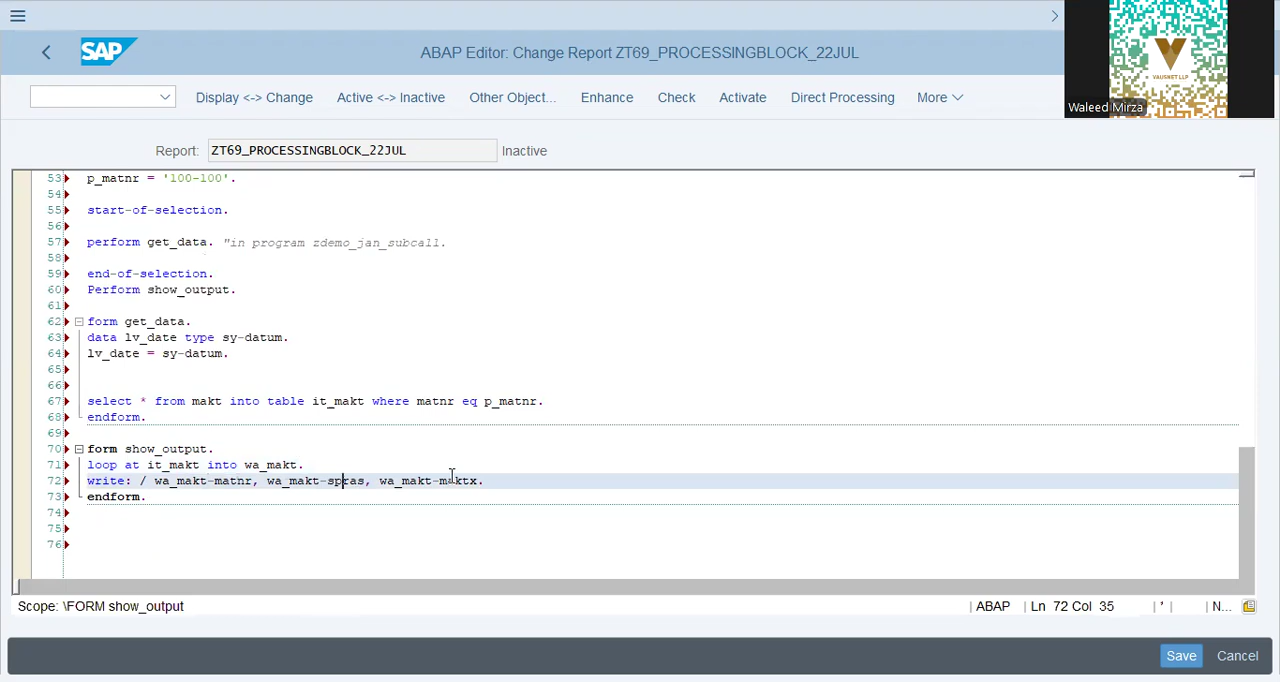 SAP
ABAP Editor: Change Report ZT69_PROCESSINGBLOCK_22JUL
VAUSNET LLP
Waleed Mirza
Display <-> Change
Active <-> Inactive
Other Object...
Enhance
Check
Activate
Direct Processing
More
Report: ZT69_PROCESSINGBLOCK_22JUL Inactive
53 p_matnr = '100-100'.
54
55 start-of-selection.
56
57 perform get_data. "in program zdemo_jan_subcall.
58
59 end-of-selection.
60 Perform show_output.
61
62 form get_data.
63 data lv_date type sy-datum.
64 lv_date = sy-datum.
65
66
67 select * from makt into table it_makt where matnr eq p_matnr.
68 endform.
69
70 form show_output.
71 loop at it_makt into wa_makt.
72 write: / wa_makt-matnr, wa_makt-spras, wa_makt-maktx.
73 endform.
74
75
76
Scope: \FORM show_output | ABAP | Ln 72 Col 35 | ' | | N...
Save Cancel